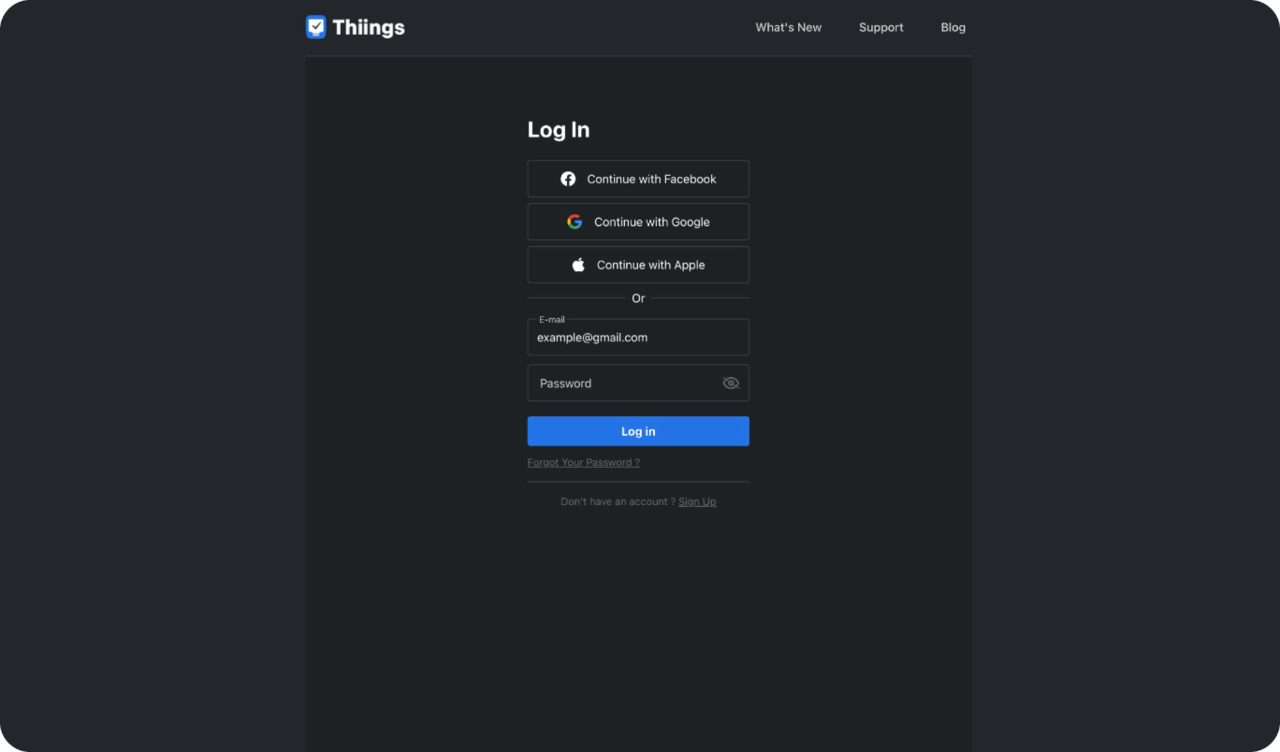 Thiings
What's New
Support
Blog
Log In
Continue with Facebook
Continue with Google
Continue with Apple
Or
E-mail
example@gmail.com
Password
Log in
Forgot Your Password ?
Don't have an account ? Sign Up